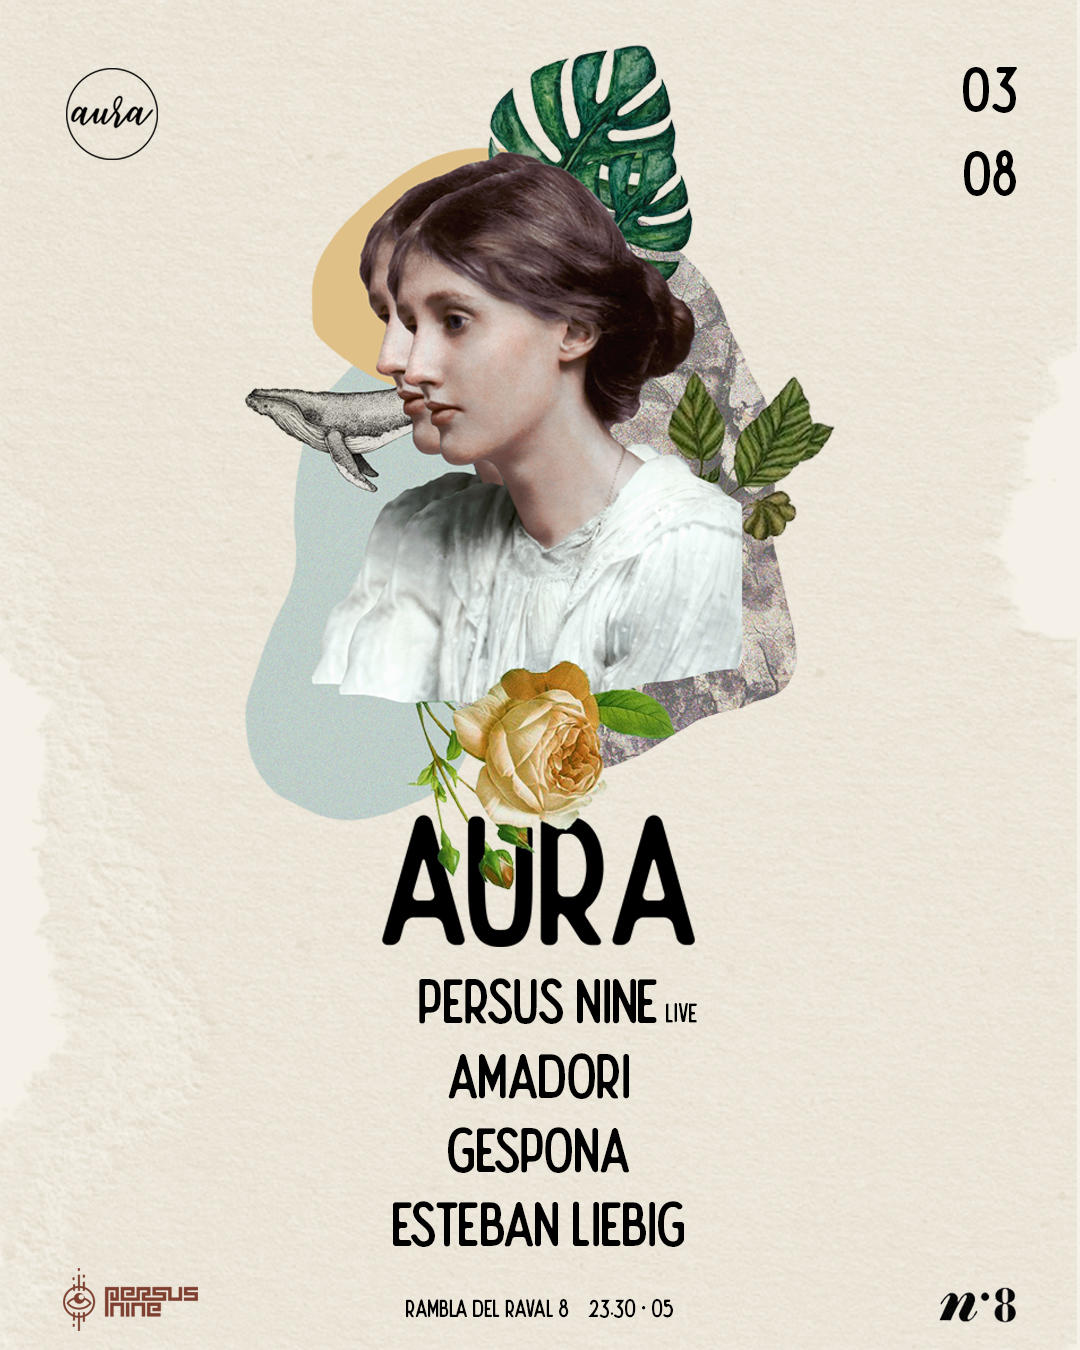 aura
03
08
AURA
PERSUS NINE LIVE
AMADORI
GESPONA
ESTEBAN LIEBIG
PERSUS
NINE
RAMBLA DEL RAVAL 8 23.30 · 05
n·8